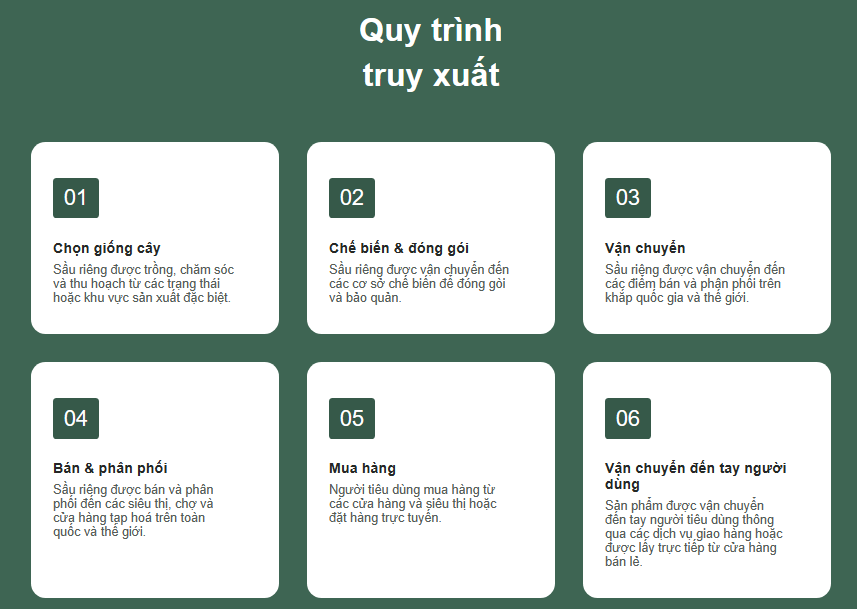 Quy trình
truy xuất
01
Chọn giống cây
Sầu riêng được trồng, chăm sóc
và thu hoạch từ các trạng thái
hoặc khu vực sản xuất đặc biệt.
02
Chế biến & đóng gói
Sầu riêng được vận chuyển đến
các cơ sở chế biến để đóng gòi
và bảo quản.
03
Vận chuyển
Sầu riêng được vận chuyển đến
các điểm bán và phân phối trên
khắp quốc gia và thế giới.
04
Bán & phân phối
Sầu riêng được bán và phân
phối đến các siêu thị, chợ và
cửa hàng tạp hoá trên toàn
quốc và thế giới.
05
Mua hàng
Người tiêu dùng mua hàng từ
các cửa hàng và siêu thị hoặc
đặt hàng trực tuyến.
06
Vận chuyển đến tay người
dùng
Sản phẩm được vận chuyển
đến tay người tiêu dùng thông
qua các dịch vụ giao hàng hoặc
được lấy trực tiếp từ cửa hàng
bán lẻ.